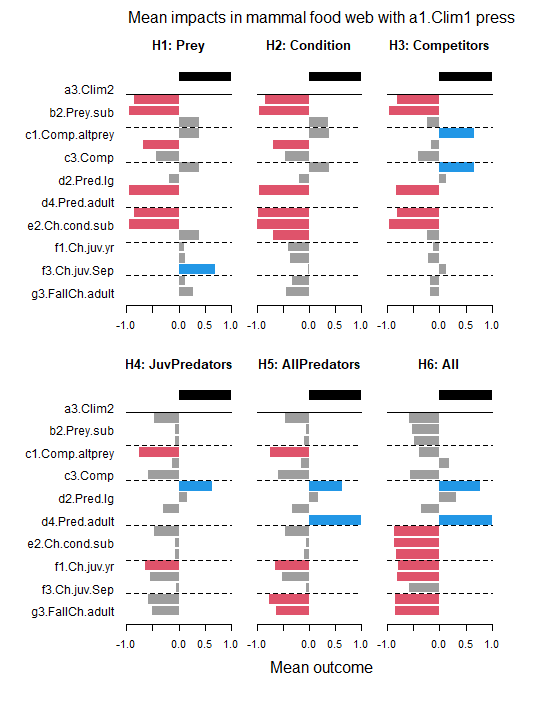 Mean impacts in mammal food web with a1.Clim1 press
H1: Prey H2: Condition H3: Competitors
a3.Clim2
b2.Prey.sub
c1.Comp.altprey
c3.Comp
d2.Pred.lg
d4.Pred.adult
e2.Ch.cond.sub
f1.Ch.juv.yr
f3.Ch.juv.Sep
g3.FallCh.adult
-1.0 0.0 0.5 1.0 -1.0 0.0 0.5 1.0 -1.0 0.0 0.5 1.0
H4: JuvPredators H5: AllPredators H6: All
a3.Clim2
b2.Prey.sub
c1.Comp.altprey
c3.Comp
d2.Pred.lg
d4.Pred.adult
e2.Ch.cond.sub
f1.Ch.juv.yr
f3.Ch.juv.Sep
g3.FallCh.adult
-1.0 0.0 0.5 1.0 -1.0 0.0 0.5 1.0 -1.0 0.0 0.5 1.0
Mean outcome